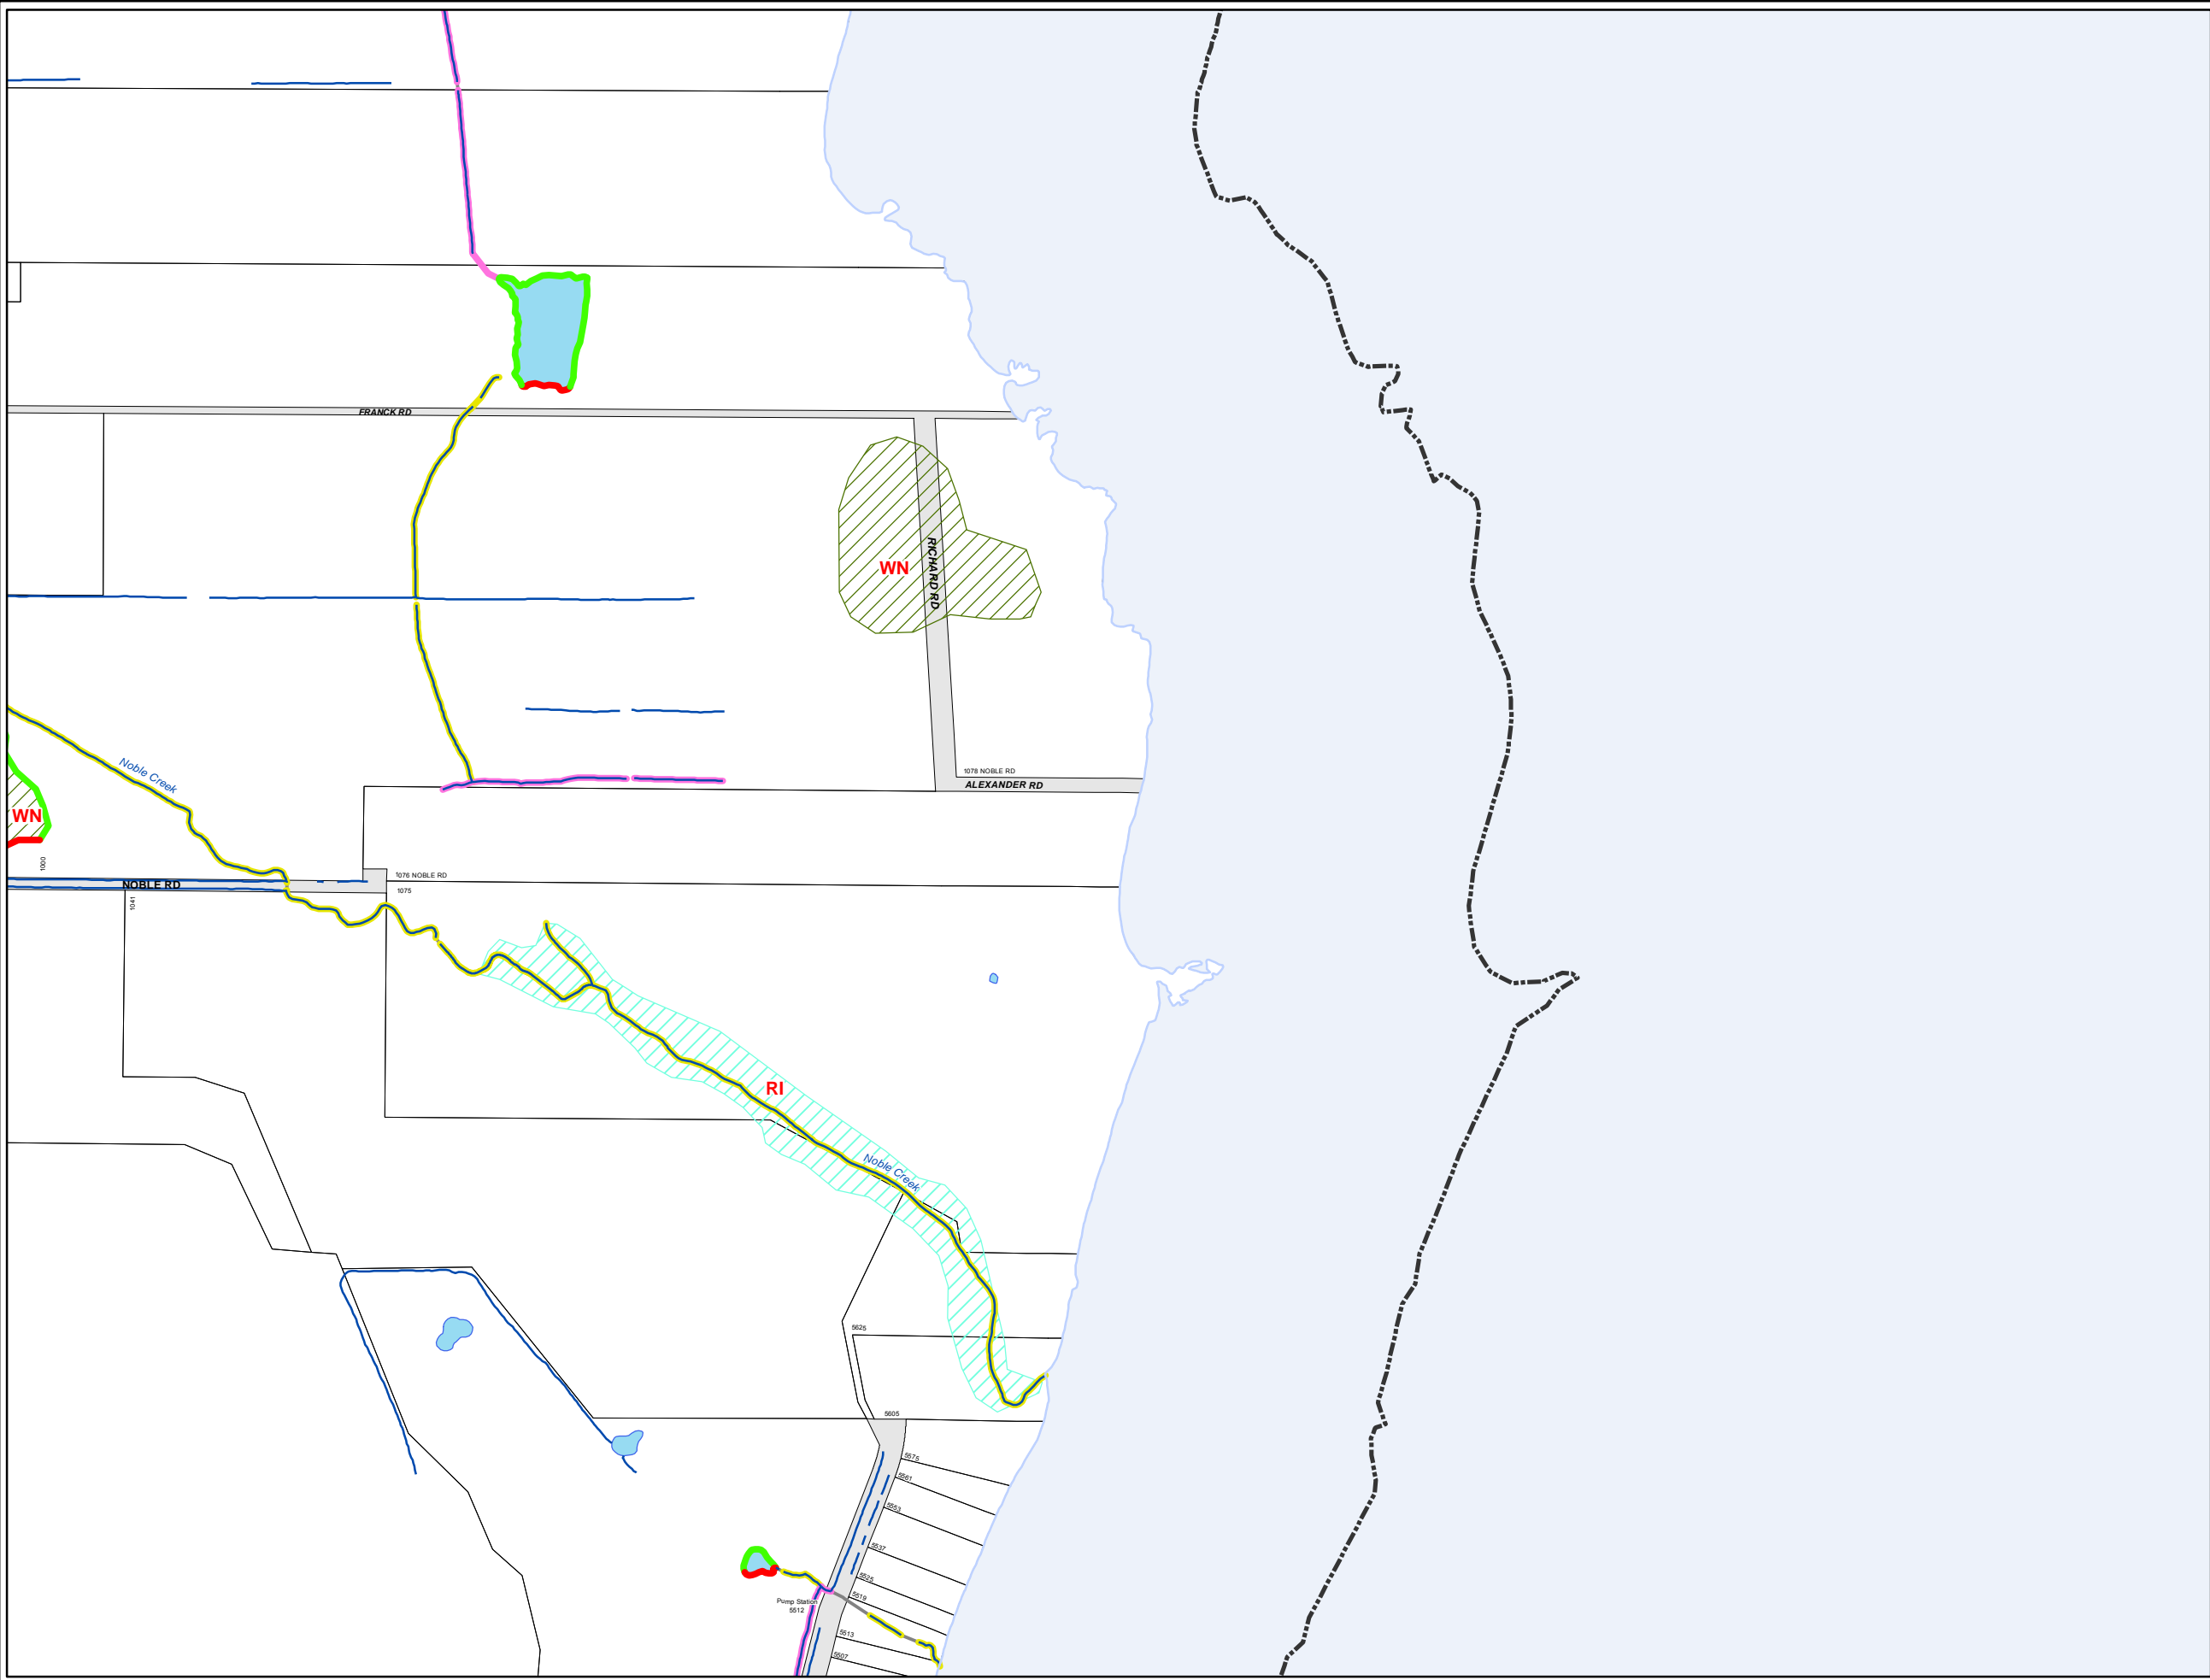 FRANCK RD
RICHARD RD
WN
Noble Creek
WN
1078 NOBLE RD
ALEXANDER RD
1000
NOBLE RD
1076 NOBLE RD
1075
1041
RI
Noble Creek
5625
5605
5575
5561
5553
5537
5525
5519
Pump Station
5512
5513
5507